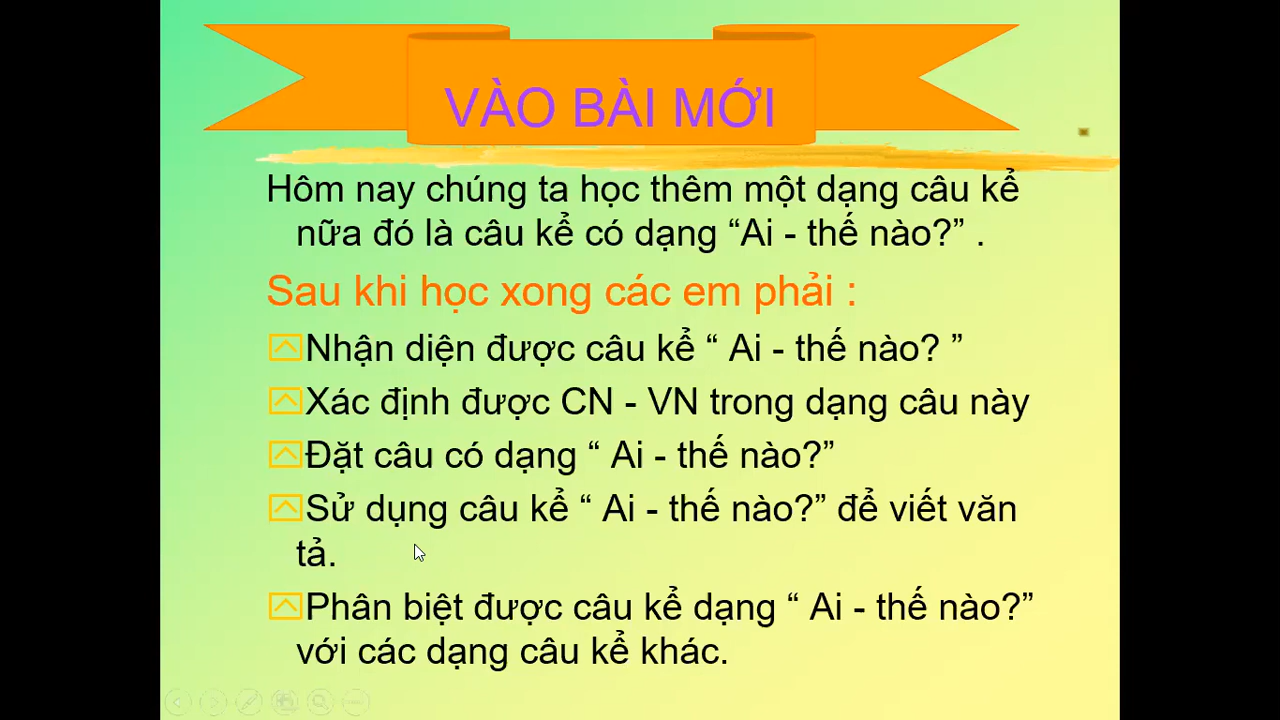 VÀO BÀI MỚI
Hôm nay chúng ta học thêm một dạng câu kể
nữa đó là câu kể có dạng “Ai - thế nào?” .
Sau khi học xong các em phải :
Nhận diện được câu kể “ Ai - thế nào? ”
Xác định được CN - VN trong dạng câu này
Đặt câu có dạng “ Ai - thế nào?”
Sử dụng câu kể “ Ai - thế nào?” để viết văn
tả.
Phân biệt được câu kể dạng “ Ai - thế nào?”
với các dạng câu kể khác.